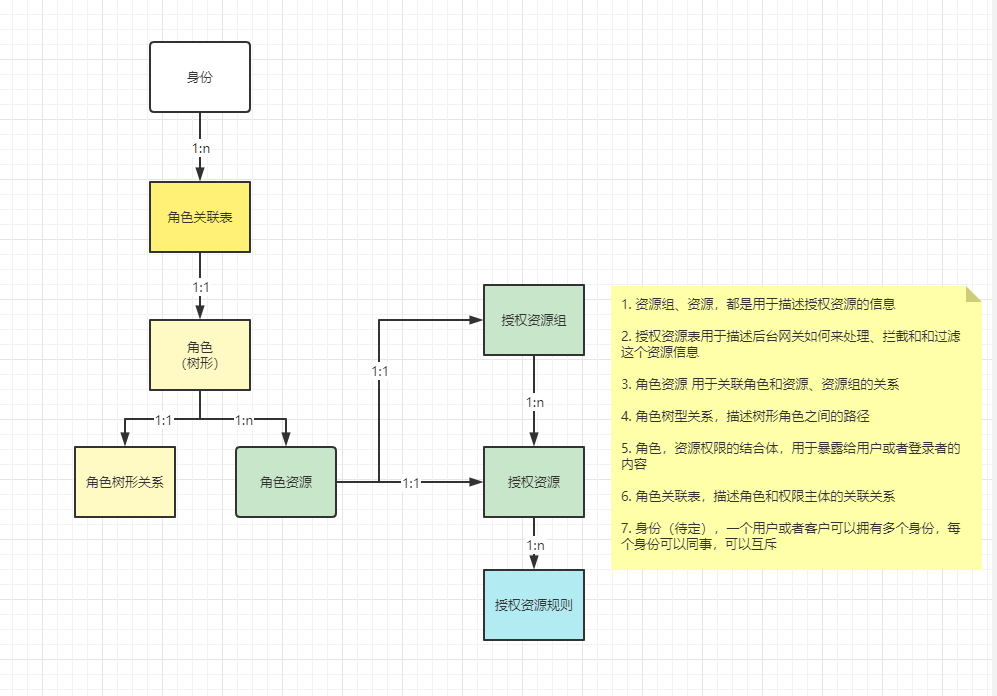 身份
1:n
角色关联表
1:1
角色
(树形)
1:1
1:n
角色树形关系
角色资源
1:1
1:1
授权资源组
1:n
授权资源
1:n
授权资源规则
1. 资源组、资源，都是用于描述授权资源的信息
2. 授权资源表用于描述后台网关如何来处理、拦截和和过滤
这个资源信息
3. 角色资源 用于关联角色和资源、资源组的关系
4. 角色树型关系，描述树形角色之间的路径
5. 角色，资源权限的结合体，用于暴露给用户或者登录者的
内容
6. 角色关联表，描述角色和权限主体的关联关系
7. 身份（待定），一个用户或者客户可以拥有多个身份，每
个身份可以同事，可以互斥